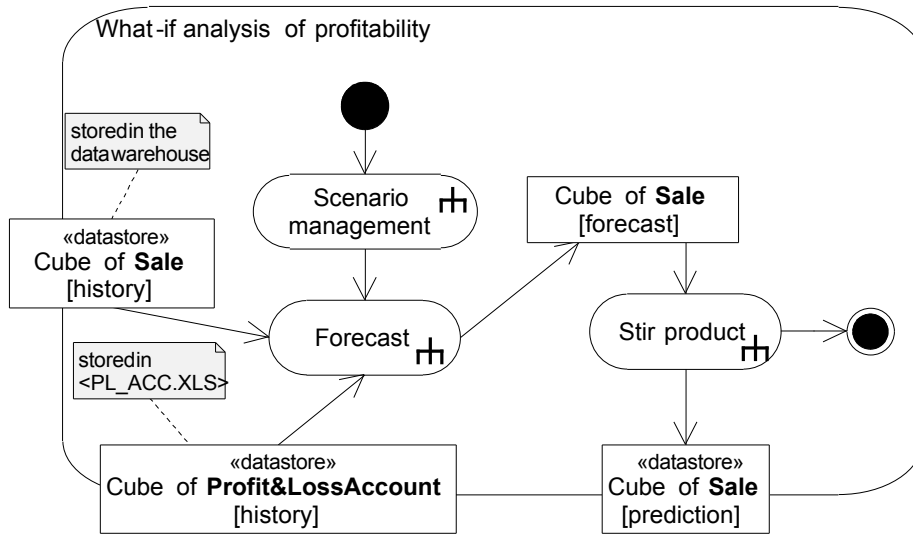 What-if analysis of profitability
storedin the
datawarehouse
Scenario
management
Cube of Sale
[forecast]
«datastore»
Cube of Sale
[history]
Forecast
Stir product
storedin
<PL_ACC.XLS>
«datastore»
Cube of Profit&LossAccount
[history]
«datastore»
Cube of Sale
[prediction]